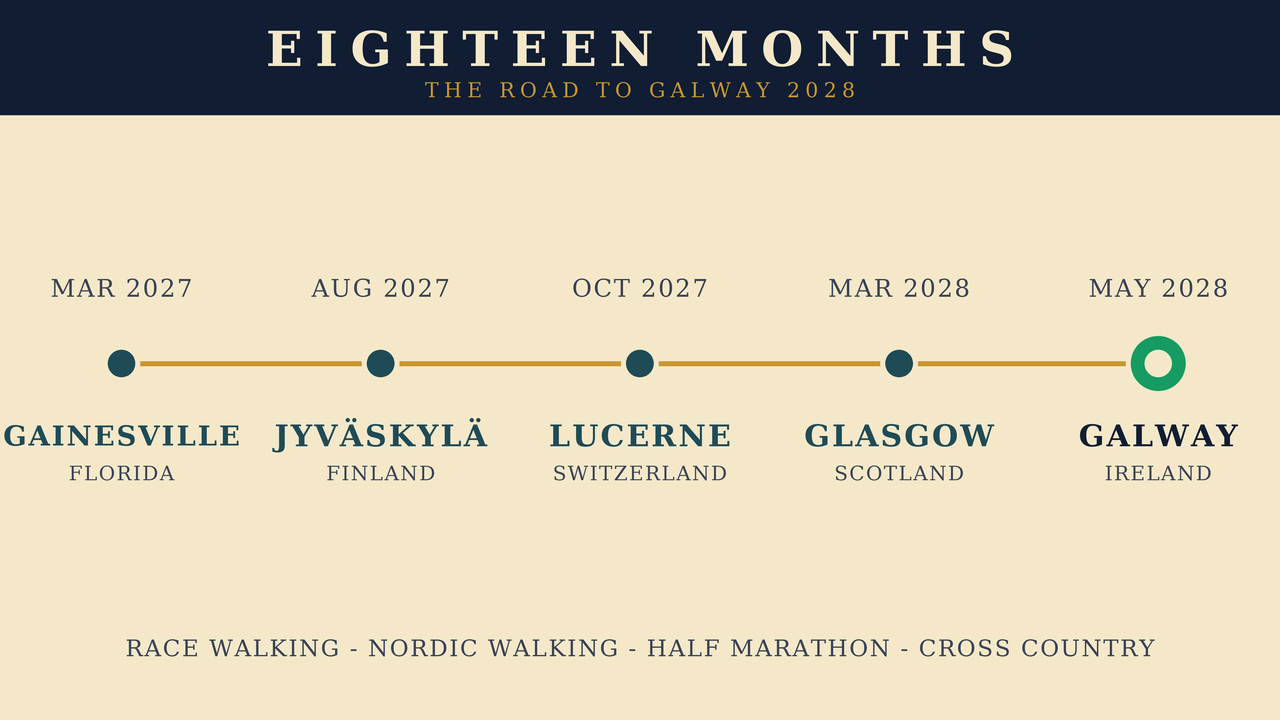 EIGHTEEN MONTHS
THE ROAD TO GALWAY 2028
MAR 2027 AUG 2027 OCT 2027 MAR 2028 MAY 2028
GAINESVILLE JYVÄSKYLÄ LUCERNE GLASGOW GALWAY
FLORIDA FINLAND SWITZERLAND SCOTLAND IRELAND
RACE WALKING - NORDIC WALKING - HALF MARATHON - CROSS COUNTRY